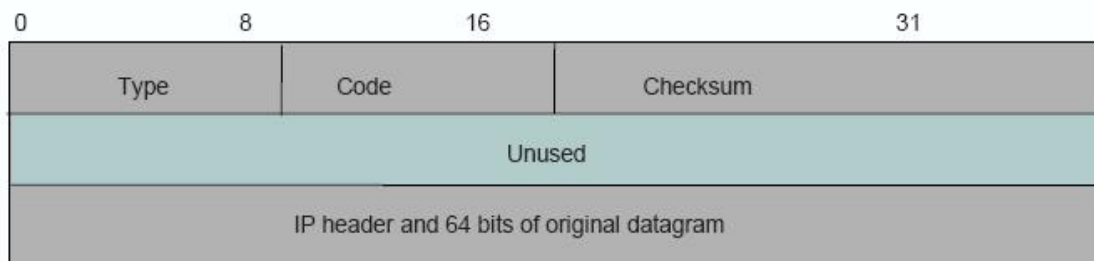 0 8 16 31
Type Code Checksum
Unused
IP header and 64 bits of original datagram